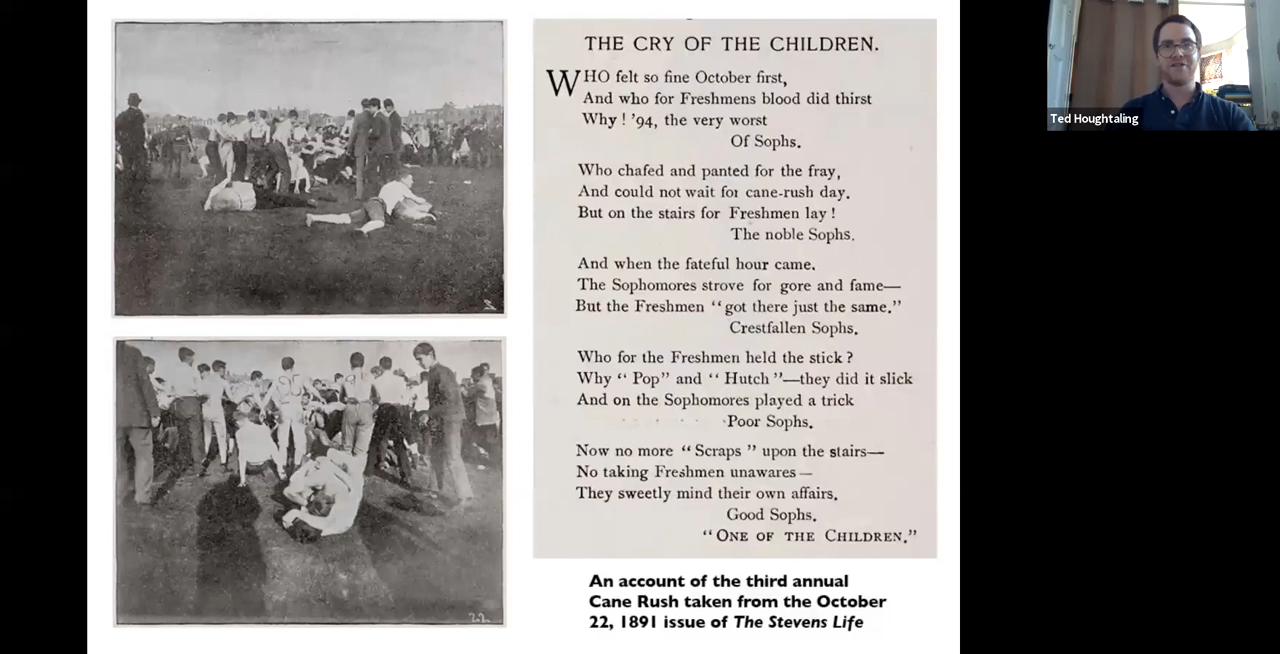 THE CRY OF THE CHILDREN.
WHO felt so fine October first,
And who for Freshmens blood did thirst
Why! '94, the very worst
Of Sophs.
Who chafed and panted for the fray,
And could not wait for cane-rush day.
But on the stairs for Freshmen lay!
The noble Sophs.
And when the fateful hour came.
The Sophomores strove for gore and fame—
But the Freshmen "got there just the same."
Crestfallen Sophs.
Who for the Freshmen held the stick?
Why "Pop" and "Hutch"—they did it slick
And on the Sophomores played a trick
Poor Sophs.
Now no more "Scraps" upon the stairs—
No taking Freshmen unawares—
They sweetly mind their own affairs.
Good Sophs.
"ONE OF THE CHILDREN."
An account of the third annual
Cane Rush taken from the October
22, 1891 issue of The Stevens Life
Ted Houghtaling
95